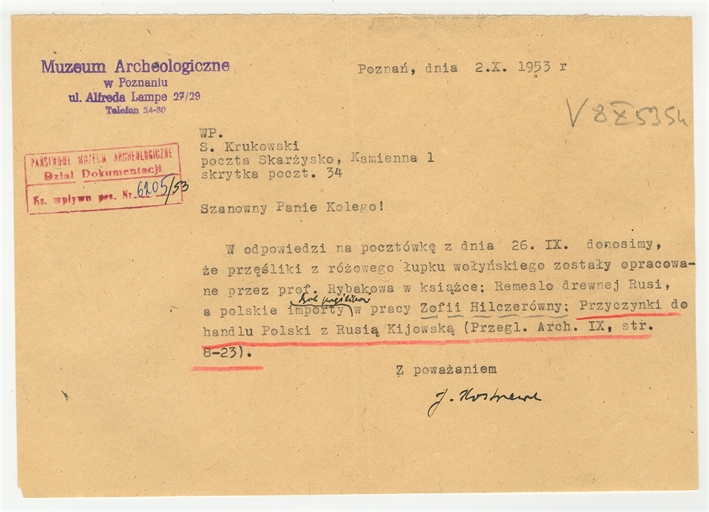 Muzeum Archeologiczne
w Poznaniu
ul. Alfreda Lampe 27/29
Telefon 24-80
Poznań, dnia 2.X. 1953 r
PAŃSTWOWE MUZEUM ARCHEOLOGICZNE
Dział Dokumentacji
Ks. wpływu poz. Nr. 6205/53
WP.
S. Krukowski
poczta Skarżysko, Kamienna 1
skrytka poczt. 34
Szanowny Panie Kolego!
W odpowiedzi na pocztówkę z dnia 26. IX. donosimy,
że przęśliki z różowego łupku wołyńskiego zostały opracowa-
ne przez prof. Rybakowa w książce; Remeslo drewnej Rusi,
a polskie importy w pracy Zofii Hilczerówny; Przyczynki do
handlu Polski z Rusią Kijowską (Przegl. Arch. IX, str.
8-23).
Z poważaniem